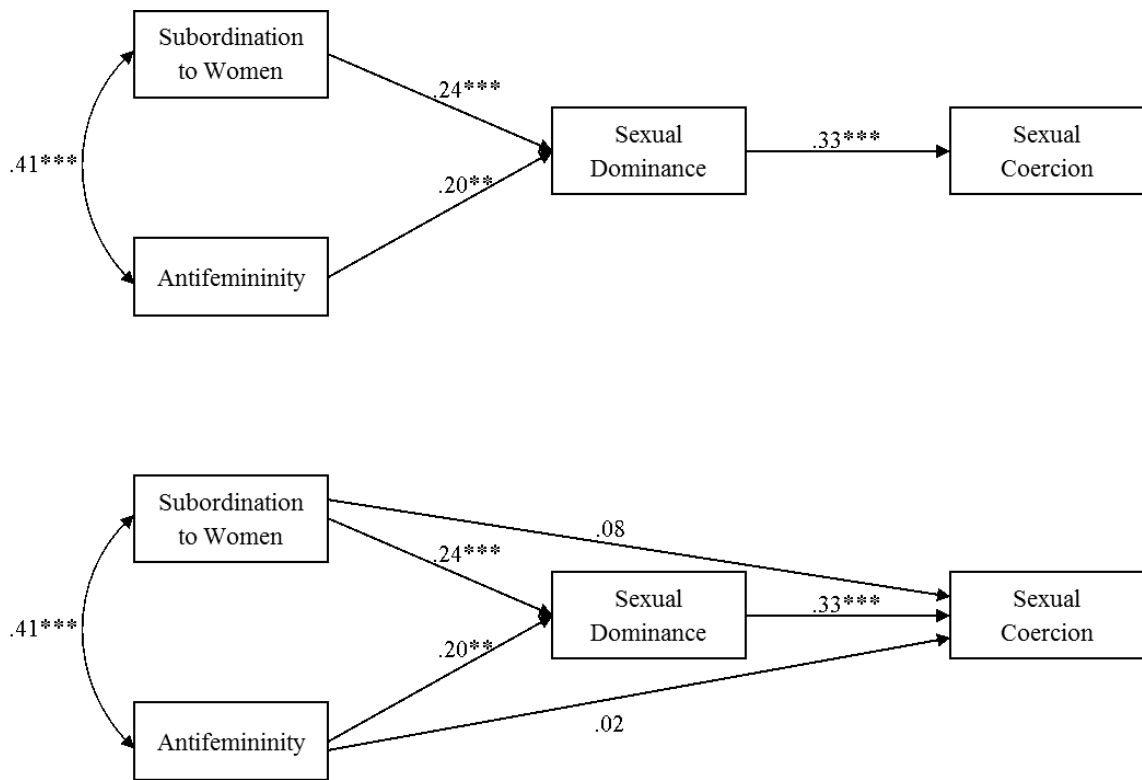 Subordination
to Women
.24***
Sexual
Dominance
.33***
Sexual
Coercion
.41***
.20**
Antifemininity
Subordination
to Women
.08
.24***
Sexual
Dominance
.33***
Sexual
Coercion
.41***
.20**
Antifemininity
.02